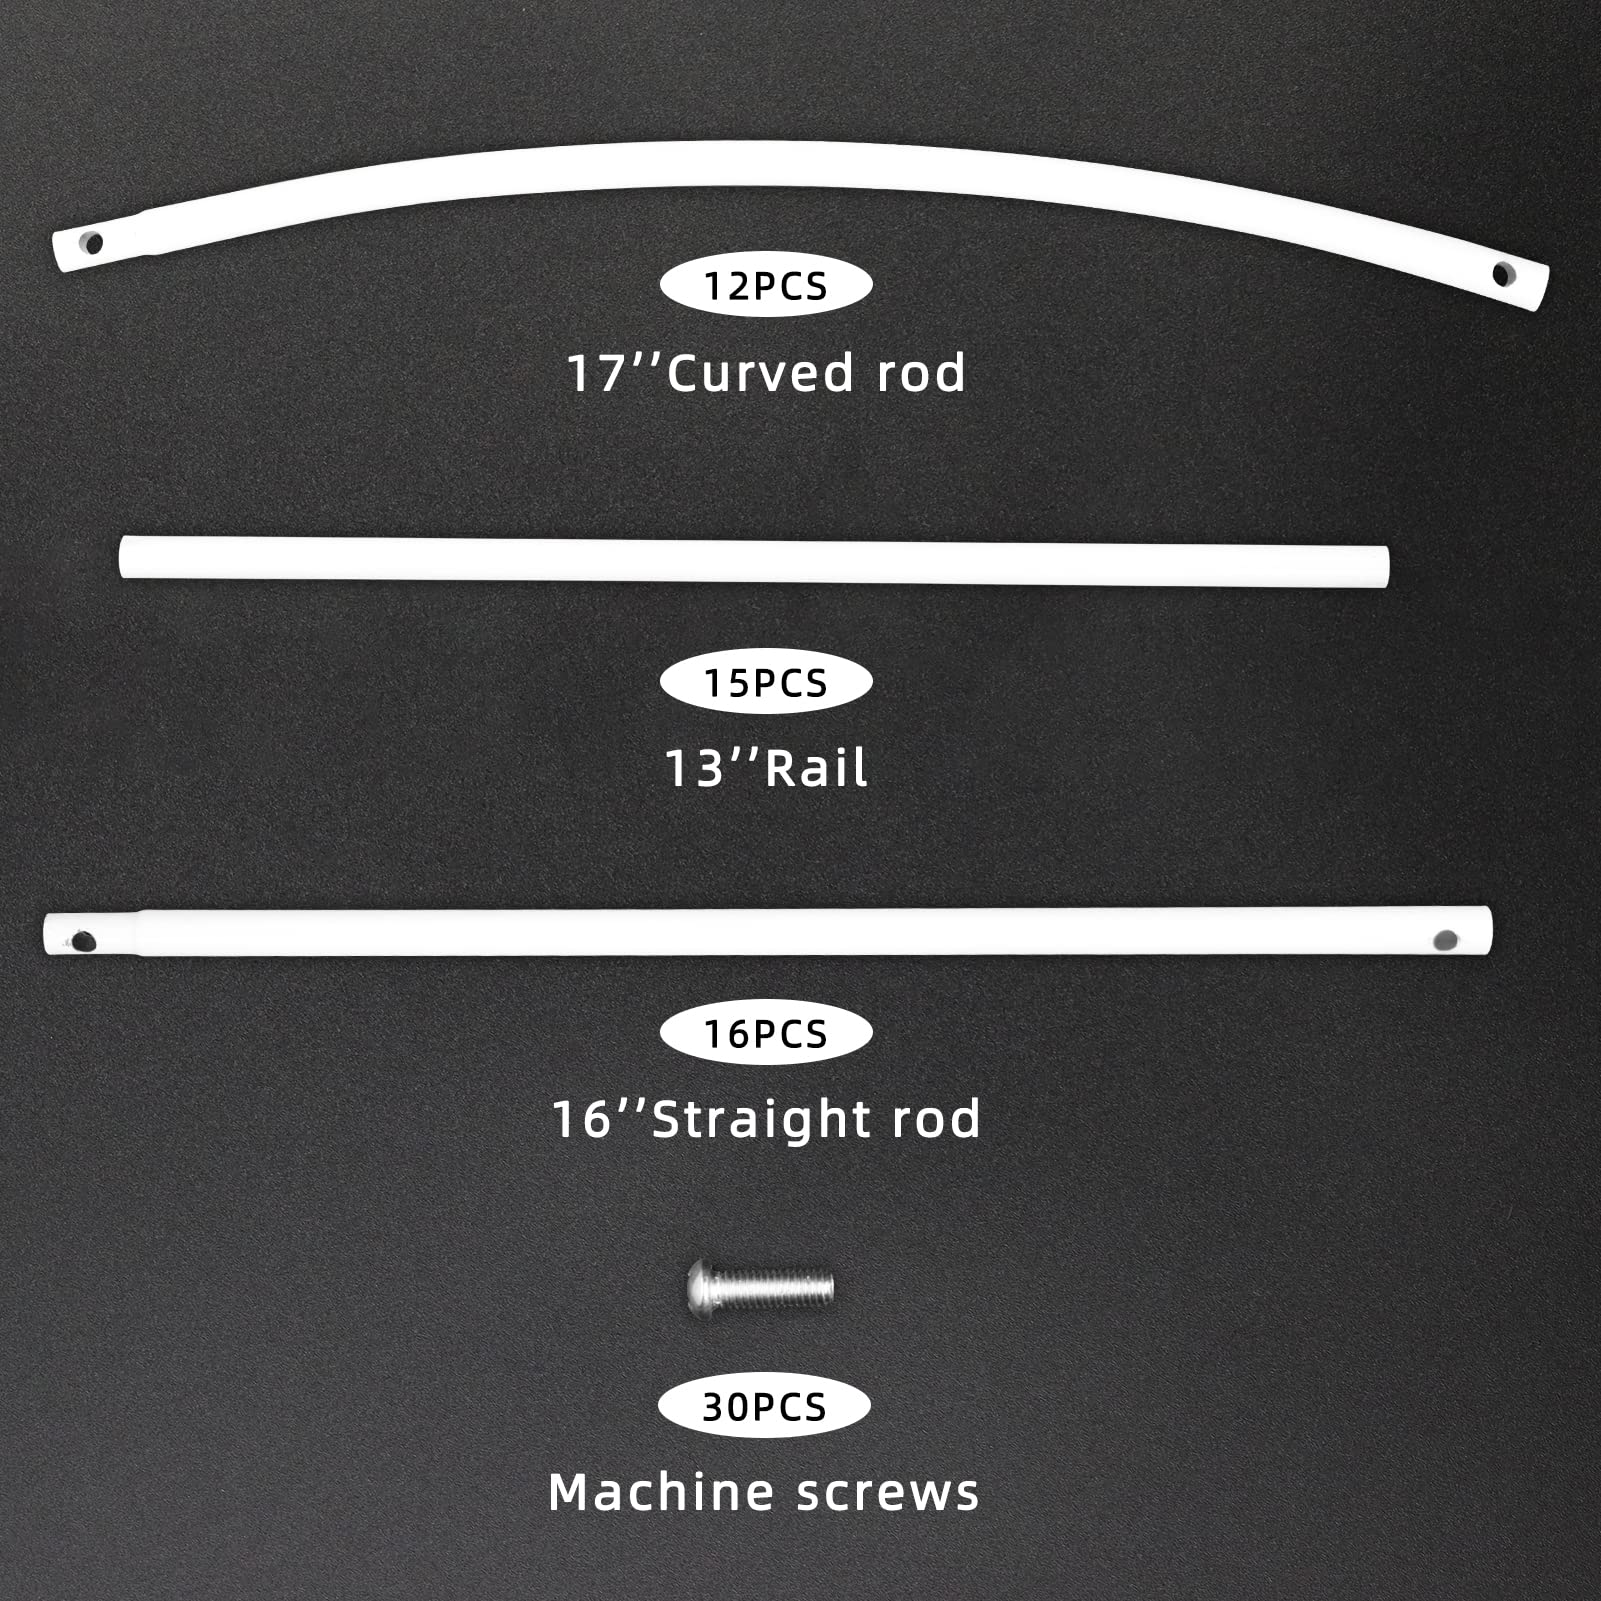 12PCS
17’’Curved rod
15PCS
13’’Rail
16PCS
16’’Straight rod
30PCS
Machine screws